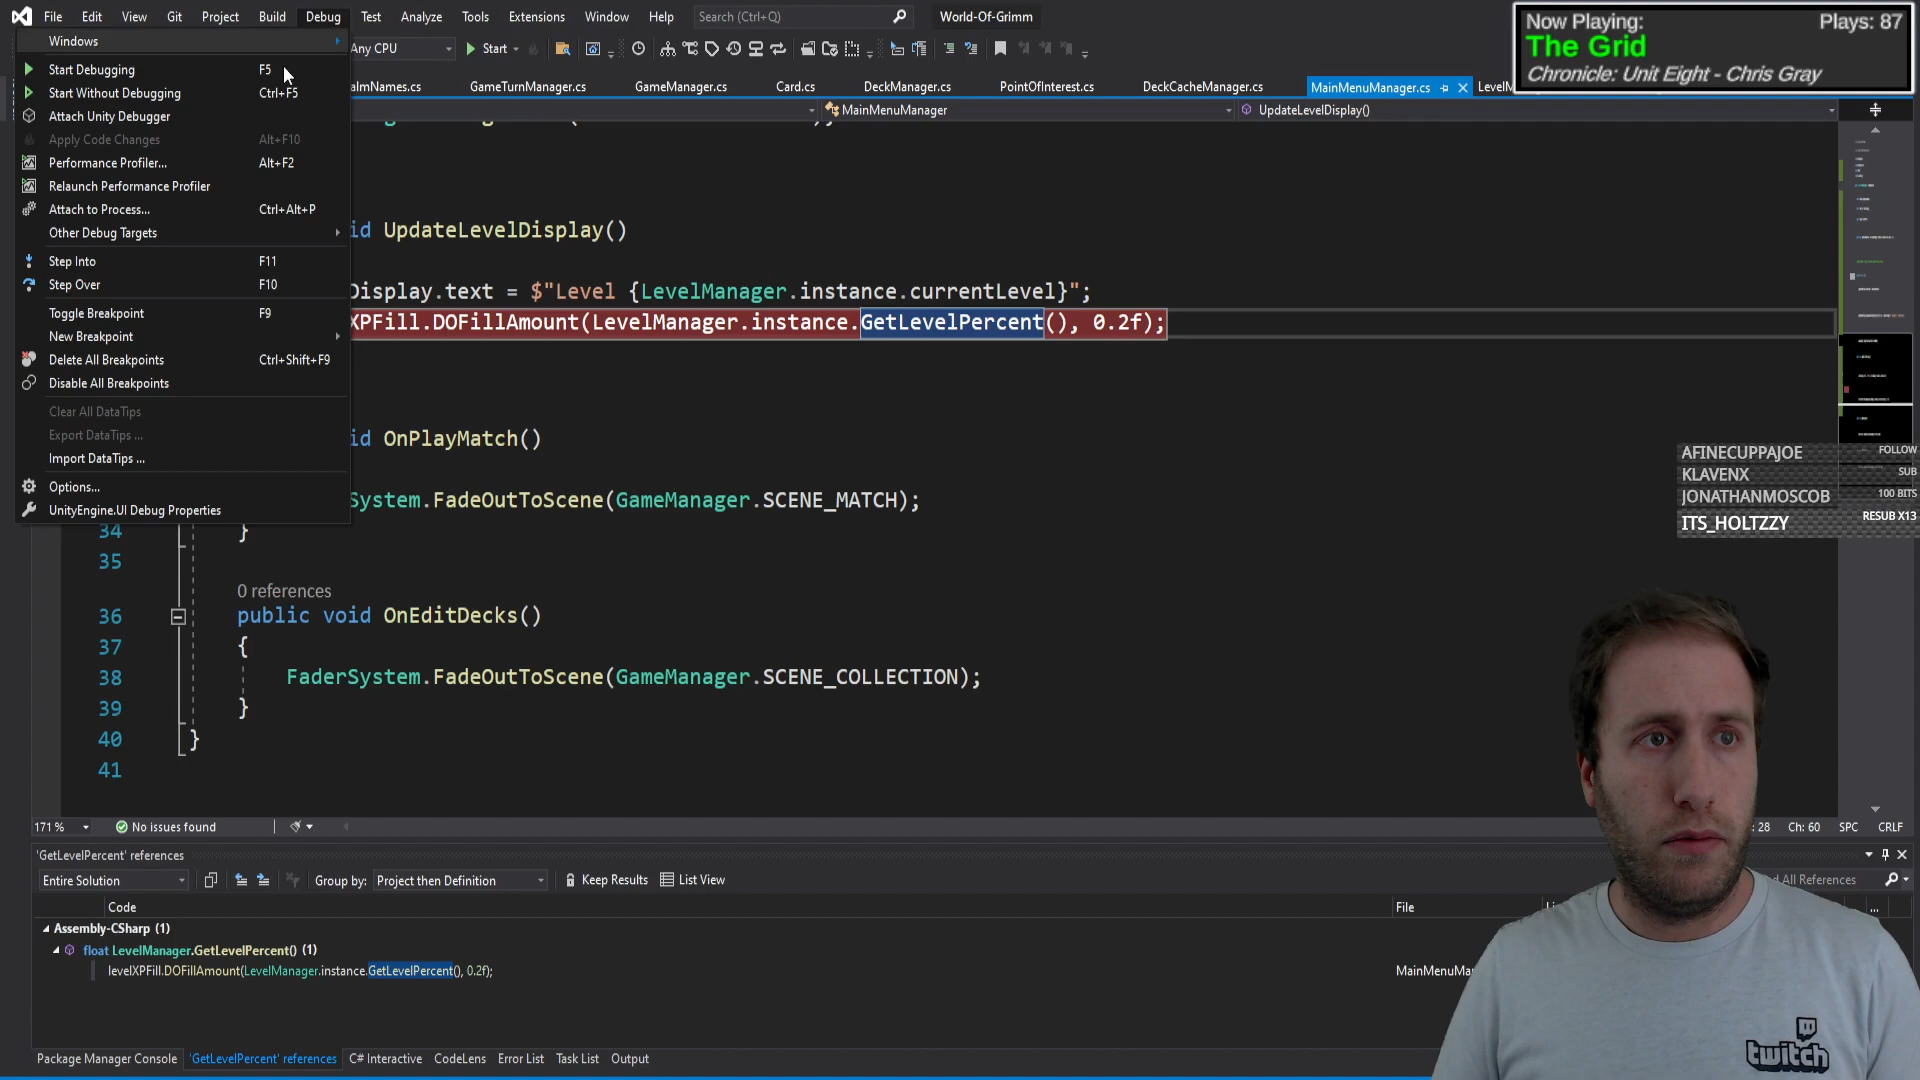 File Edit View Git Project Build Debug Test Analyze Tools Extensions Window Help Search (Ctrl+Q) World-Of-Grimm
Now Playing: Plays: 87
The Grid
Chronicle: Unit Eight - Chris Gray
Windows
Any CPU Start
Start Debugging F5
Start Without Debugging Ctrl+F5
Attach Unity Debugger
Apply Code Changes Alt+F10
Performance Profiler... Alt+F2
Relaunch Performance Profiler
Attach to Process... Ctrl+Alt+P
Other Debug Targets
Step Into F11
Step Over F10
Toggle Breakpoint F9
New Breakpoint
Delete All Breakpoints Ctrl+Shift+F9
Disable All Breakpoints
Clear All DataTips
Export DataTips ...
Import DataTips ...
Options...
UnityEngine.UI Debug Properties
almNames.cs GameTurnManager.cs GameManager.cs Card.cs DeckManager.cs PointOfInterest.cs DeckCacheManager.cs MainMenuManager.cs LevelM
MainMenuManager UpdateLevelDisplay()
id UpdateLevelDisplay()
Display.text = $"Level {LevelManager.instance.currentLevel}";
XPFill.DOFillAmount(LevelManager.instance.GetLevelPercent(), 0.2f);
id OnPlayMatch()
System.FadeOutToScene(GameManager.SCENE_MATCH);
34 }
35
0 references
36 public void OnEditDecks()
37 {
38 FaderSystem.FadeOutToScene(GameManager.SCENE_COLLECTION);
39 }
40 }
41
AFINECUPPAJOE FOLLOW
KLAVENX SUB
JONATHANMOSCOB 100 BITS
ITS_HOLTZZY RESUB X13
171 % No issues found : 28 Ch: 60 SPC CRLF
'GetLevelPercent' references
Entire Solution Group by: Project then Definition Keep Results List View d All References
Code File
Assembly-CSharp (1)
float LevelManager.GetLevelPercent() (1)
levelXPFill.DOFillAmount(LevelManager.instance.GetLevelPercent(), 0.2f); MainMenuMa
Package Manager Console 'GetLevelPercent' references C# Interactive CodeLens Error List Task List Output
twitch